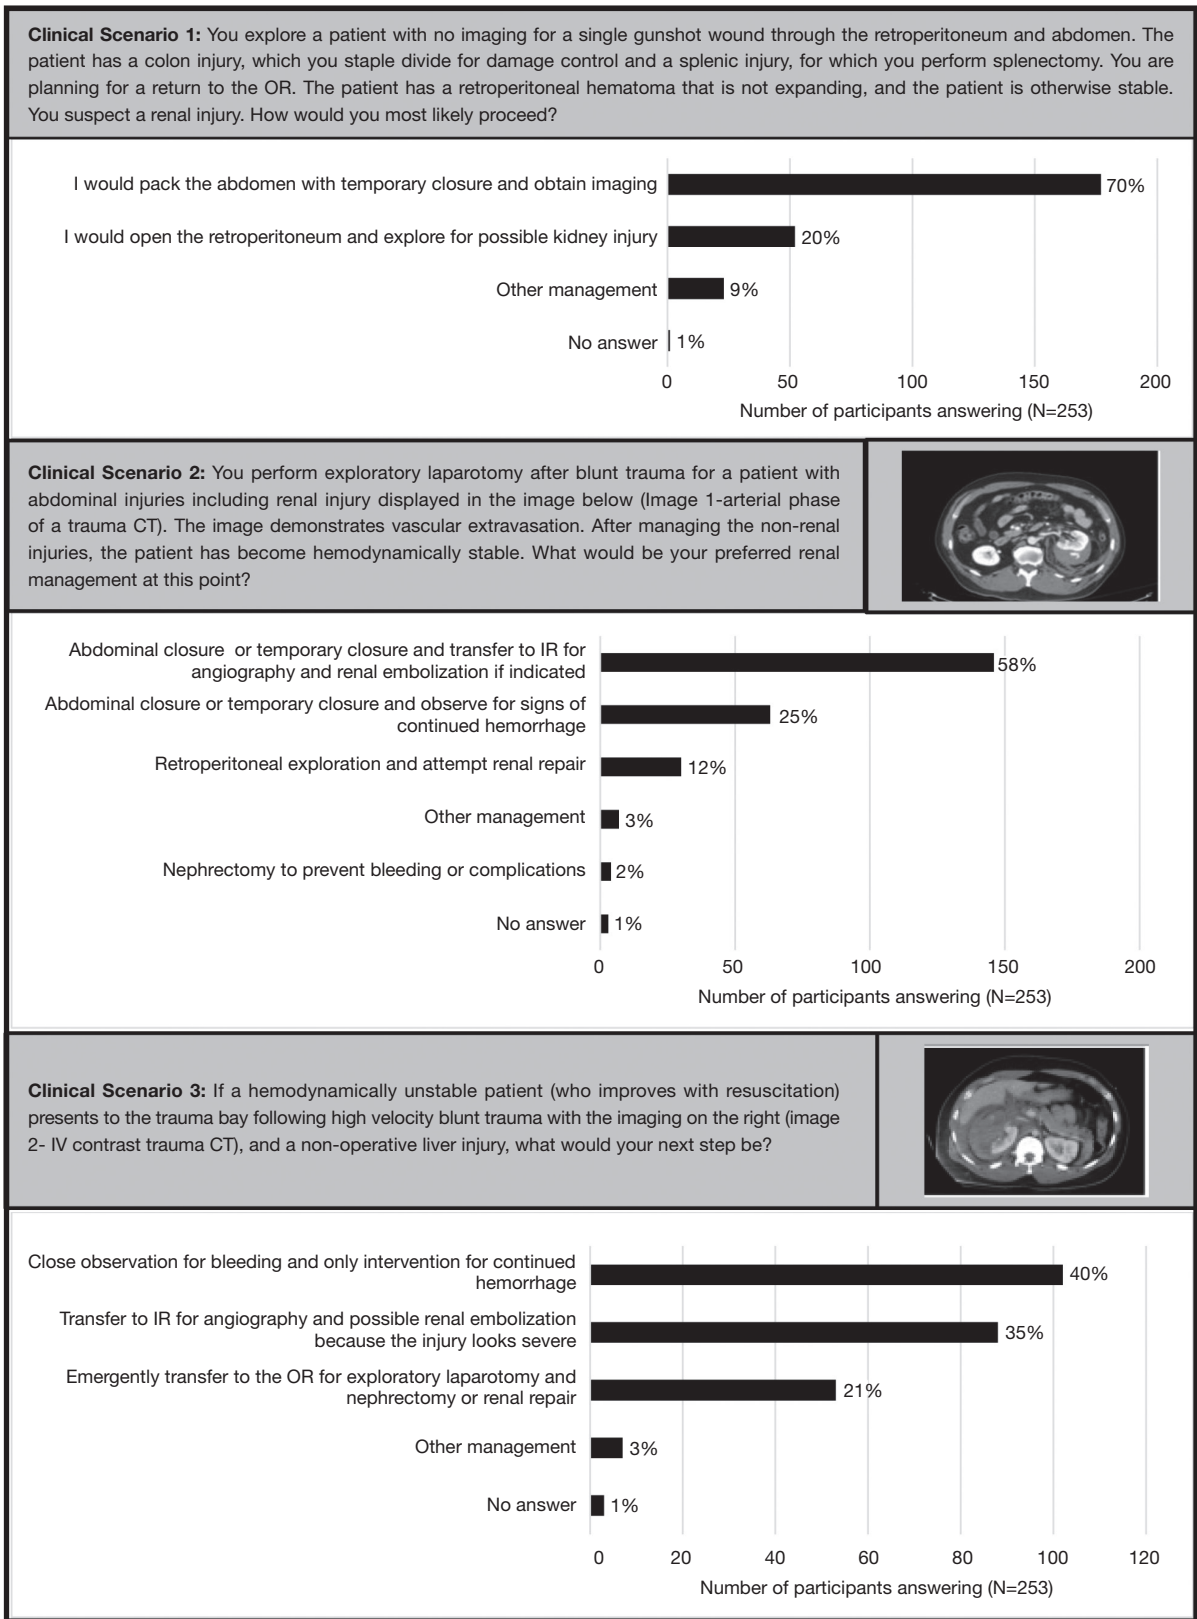 Clinical Scenario 1: You explore a patient with no imaging for a single gunshot wound through the retroperitoneum and abdomen. The
patient has a colon injury, which you staple divide for damage control and a splenic injury, for which you perform splenectomy. You are
planning for a return to the OR. The patient has a retroperitoneal hematoma that is not expanding, and the patient is otherwise stable.
You suspect a renal injury. How would you most likely proceed?
I would pack the abdomen with temporary closure and obtain imaging 70%
I would open the retroperitoneum and explore for possible kidney injury 20%
Other management 9%
No answer 1%
0 50 100 150 200
Number of participants answering (N=253)
Clinical Scenario 2: You perform exploratory laparotomy after blunt trauma for a patient with
abdominal injuries including renal injury displayed in the image below (Image 1-arterial phase
of a trauma CT). The image demonstrates vascular extravasation. After managing the non-renal
injuries, the patient has become hemodynamically stable. What would be your preferred renal
management at this point?
Abdominal closure or temporary closure and transfer to IR for
angiography and renal embolization if indicated 58%
Abdominal closure or temporary closure and observe for signs of
continued hemorrhage 25%
Retroperitoneal exploration and attempt renal repair 12%
Other management 3%
Nephrectomy to prevent bleeding or complications 2%
No answer 1%
0 50 100 150 200
Number of participants answering (N=253)
Clinical Scenario 3: If a hemodynamically unstable patient (who improves with resuscitation)
presents to the trauma bay following high velocity blunt trauma with the imaging on the right (image
2- IV contrast trauma CT), and a non-operative liver injury, what would your next step be?
Close observation for bleeding and only intervention for continued
hemorrhage 40%
Transfer to IR for angiography and possible renal embolization
because the injury looks severe 35%
Emergently transfer to the OR for exploratory laparotomy and
nephrectomy or renal repair 21%
Other management 3%
No answer 1%
0 20 40 60 80 100 120
Number of participants answering (N=253)